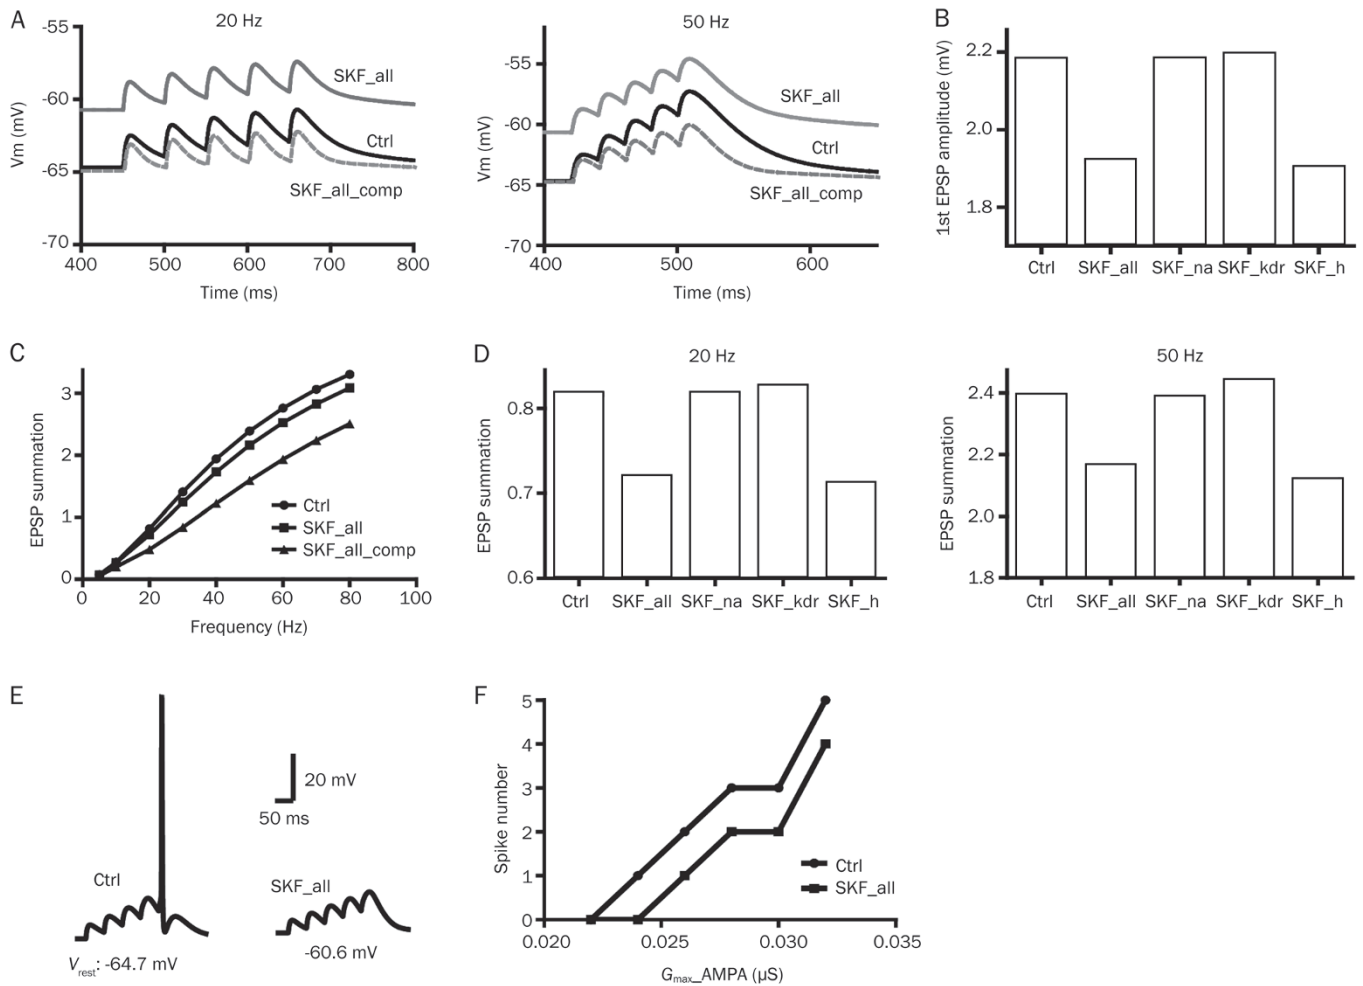 A
20 Hz
-55
-60
-65
-70
Vm (mV)
SKF_all
Ctrl
SKF_all_comp
400 500 600 700 800
Time (ms)
50 Hz
-55
-60
-65
-70
Vm (mV)
SKF_all
Ctrl
SKF_all_comp
400 500 600
Time (ms)
B
2.2
2.0
1.8
1st EPSP amplitude (mV)
Ctrl SKF_all SKF_na SKF_kdr SKF_h
C
3
2
1
0
EPSP summation
Ctrl
SKF_all
SKF_all_comp
0 20 40 60 80 100
Frequency (Hz)
D
20 Hz
0.8
0.7
0.6
EPSP summation
Ctrl SKF_all SKF_na SKF_kdr SKF_h
50 Hz
2.4
2.2
2.0
1.8
EPSP summation
Ctrl SKF_all SKF_na SKF_kdr SKF_h
E
20 mV
50 ms
Ctrl
SKF_all
Vrest: -64.7 mV
-60.6 mV
F
5
4
3
2
1
0
Spike number
Ctrl
SKF_all
0.020 0.025 0.030 0.035
Gmax_AMPA (µS)